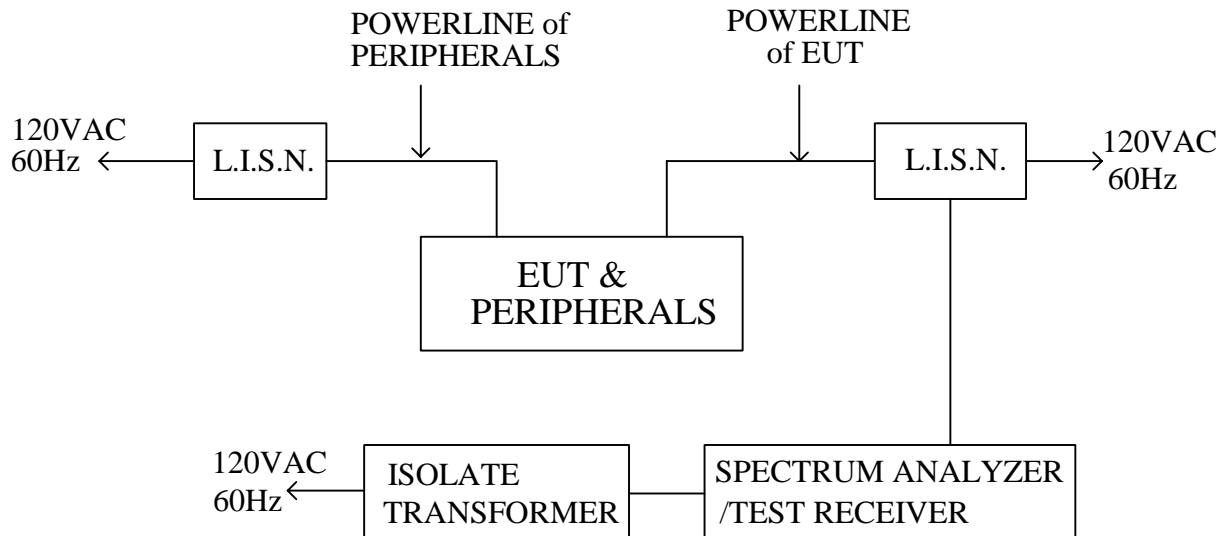 POWERLINE of
PERIPHERALS
POWERLINE
of EUT
120VAC
60Hz
L.I.S.N.
L.I.S.N.
120VAC
60Hz
EUT &
PERIPHERALS
120VAC
60Hz
ISOLATE
TRANSFORMER
SPECTRUM ANALYZER
/TEST RECEIVER